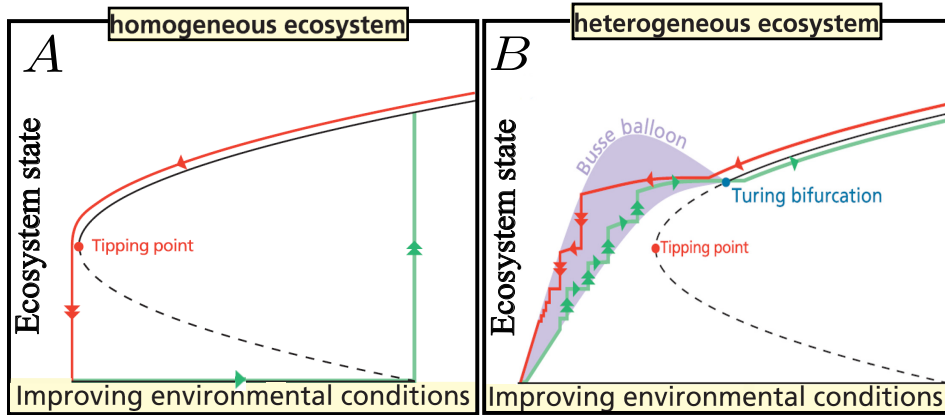 homogeneous ecosystem
A
Ecosystem state
Tipping point
Improving environmental conditions
heterogeneous ecosystem
B
Ecosystem state
Busse balloon
Turing bifurcation
Tipping point
Improving environmental conditions